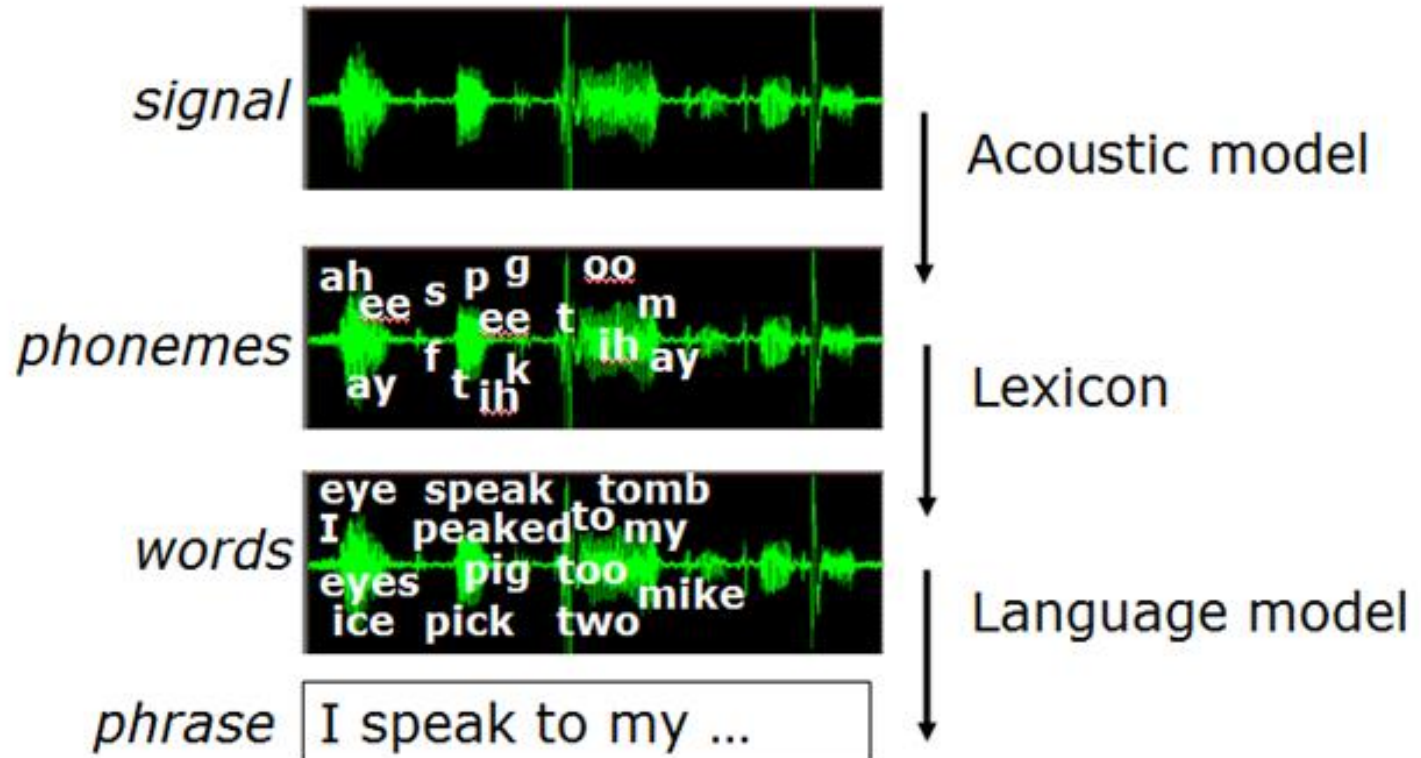 signal
Acoustic model
ah ee s p g oo
ee t m
phonemes f ih ay
ay t ih k
Lexicon
eye speak tomb
I peaked to my
words
eyes pig too mike
ice pick two
Language model
phrase I speak to my ...